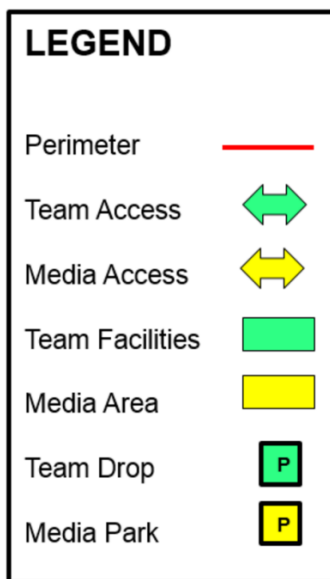 LEGEND
Perimeter
Team Access
Media Access
Team Facilities
Media Area
Team Drop P
Media Park P